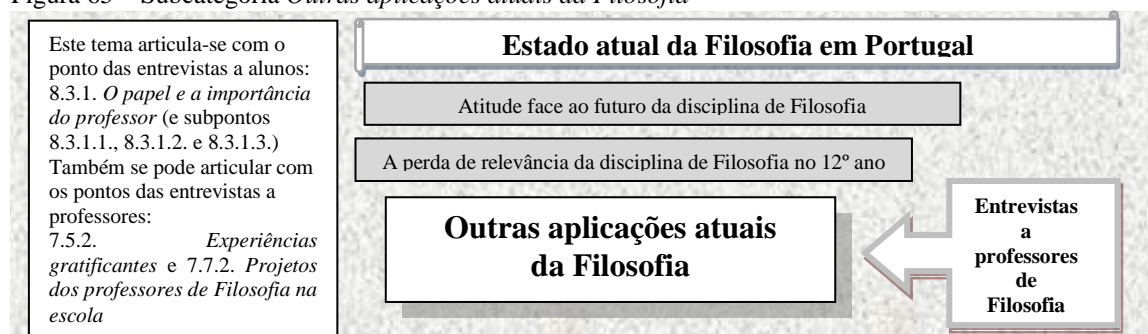 Figura 65 – Subcategoria Outras aplicações atuais da Filosofia
Este tema articula-se com o
ponto das entrevistas a alunos:
8.3.1. O papel e a importância
do professor (e subpontos
8.3.1.1., 8.3.1.2. e 8.3.1.3.)
Também se pode articular com
os pontos das entrevistas a
professores:
7.5.2. Experiências
gratificantes e 7.7.2. Projetos
dos professores de Filosofia na
escola
Estado atual da Filosofia em Portugal
Atitude face ao futuro da disciplina de Filosofia
A perda de relevância da disciplina de Filosofia no 12º ano
Outras aplicações atuais
da Filosofia
Entrevistas
a
professores
de
Filosofia